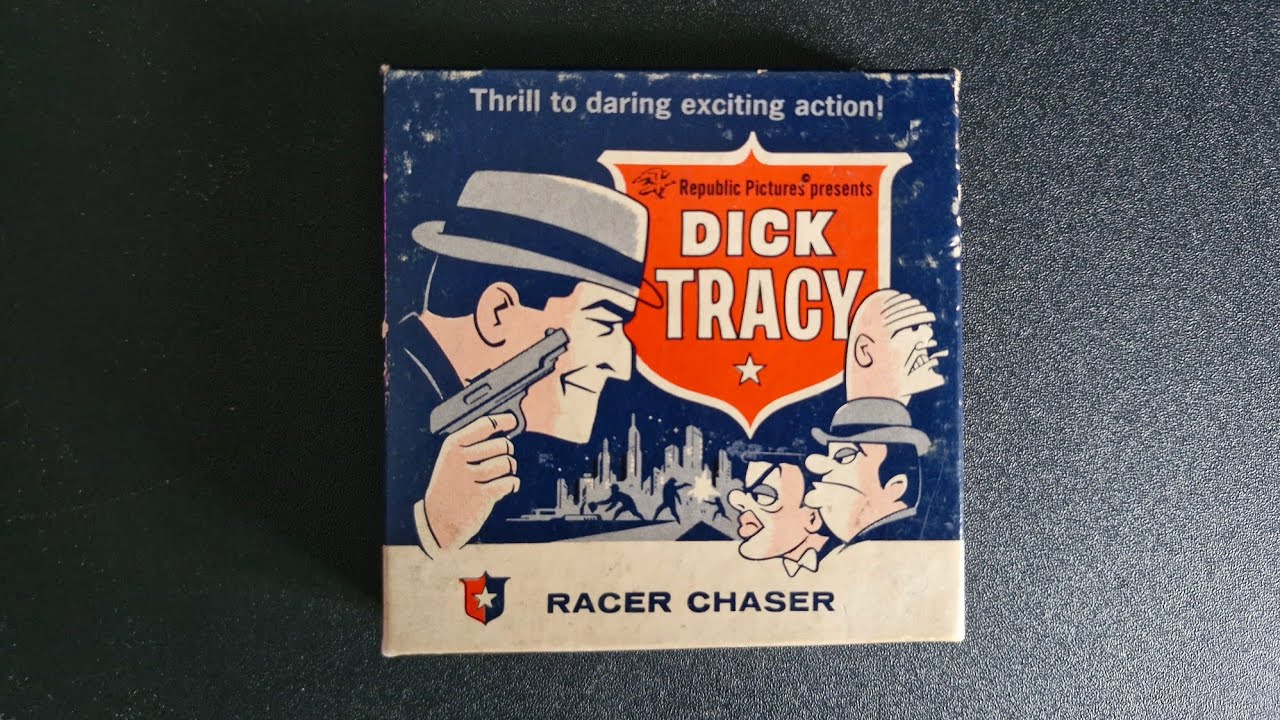 Thrill to daring exciting action!
Republic Pictures© presents
DICK
TRACY
RACER CHASER